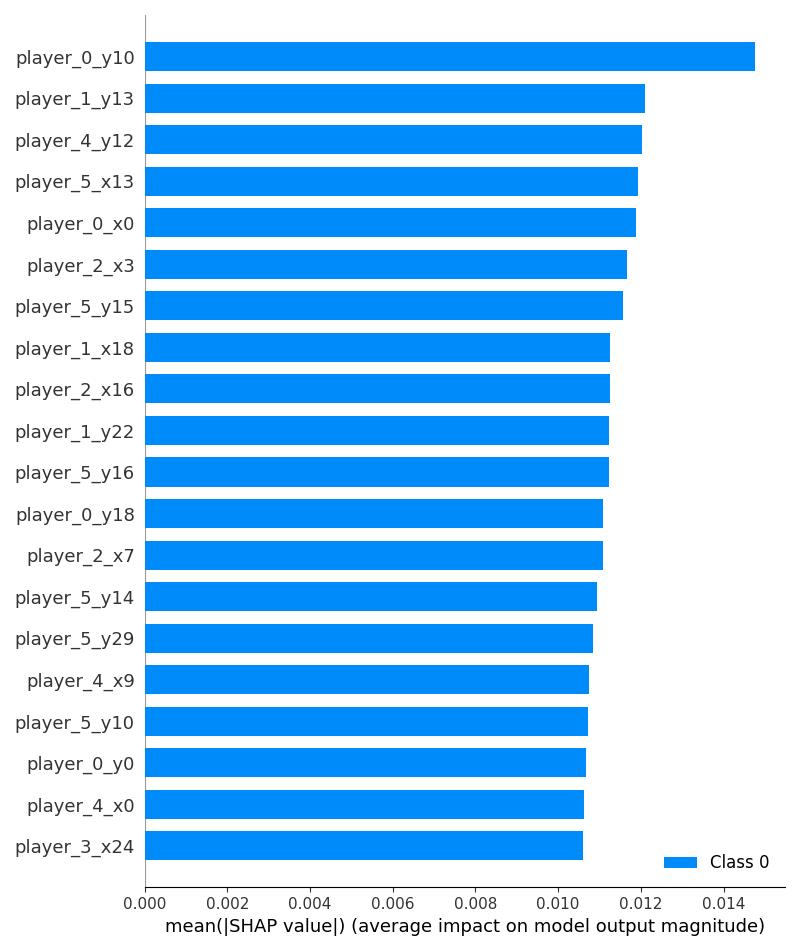 player_0_y10
player_1_y13
player_4_y12
player_5_x13
player_0_x0
player_2_x3
player_5_y15
player_1_x18
player_2_x16
player_1_y22
player_5_y16
player_0_y18
player_2_x7
player_5_y14
player_5_y29
player_4_x9
player_5_y10
player_0_y0
player_4_x0
player_3_x24
Class 0
0.000 0.002 0.004 0.006 0.008 0.010 0.012 0.014
mean(|SHAP value|) (average impact on model output magnitude)